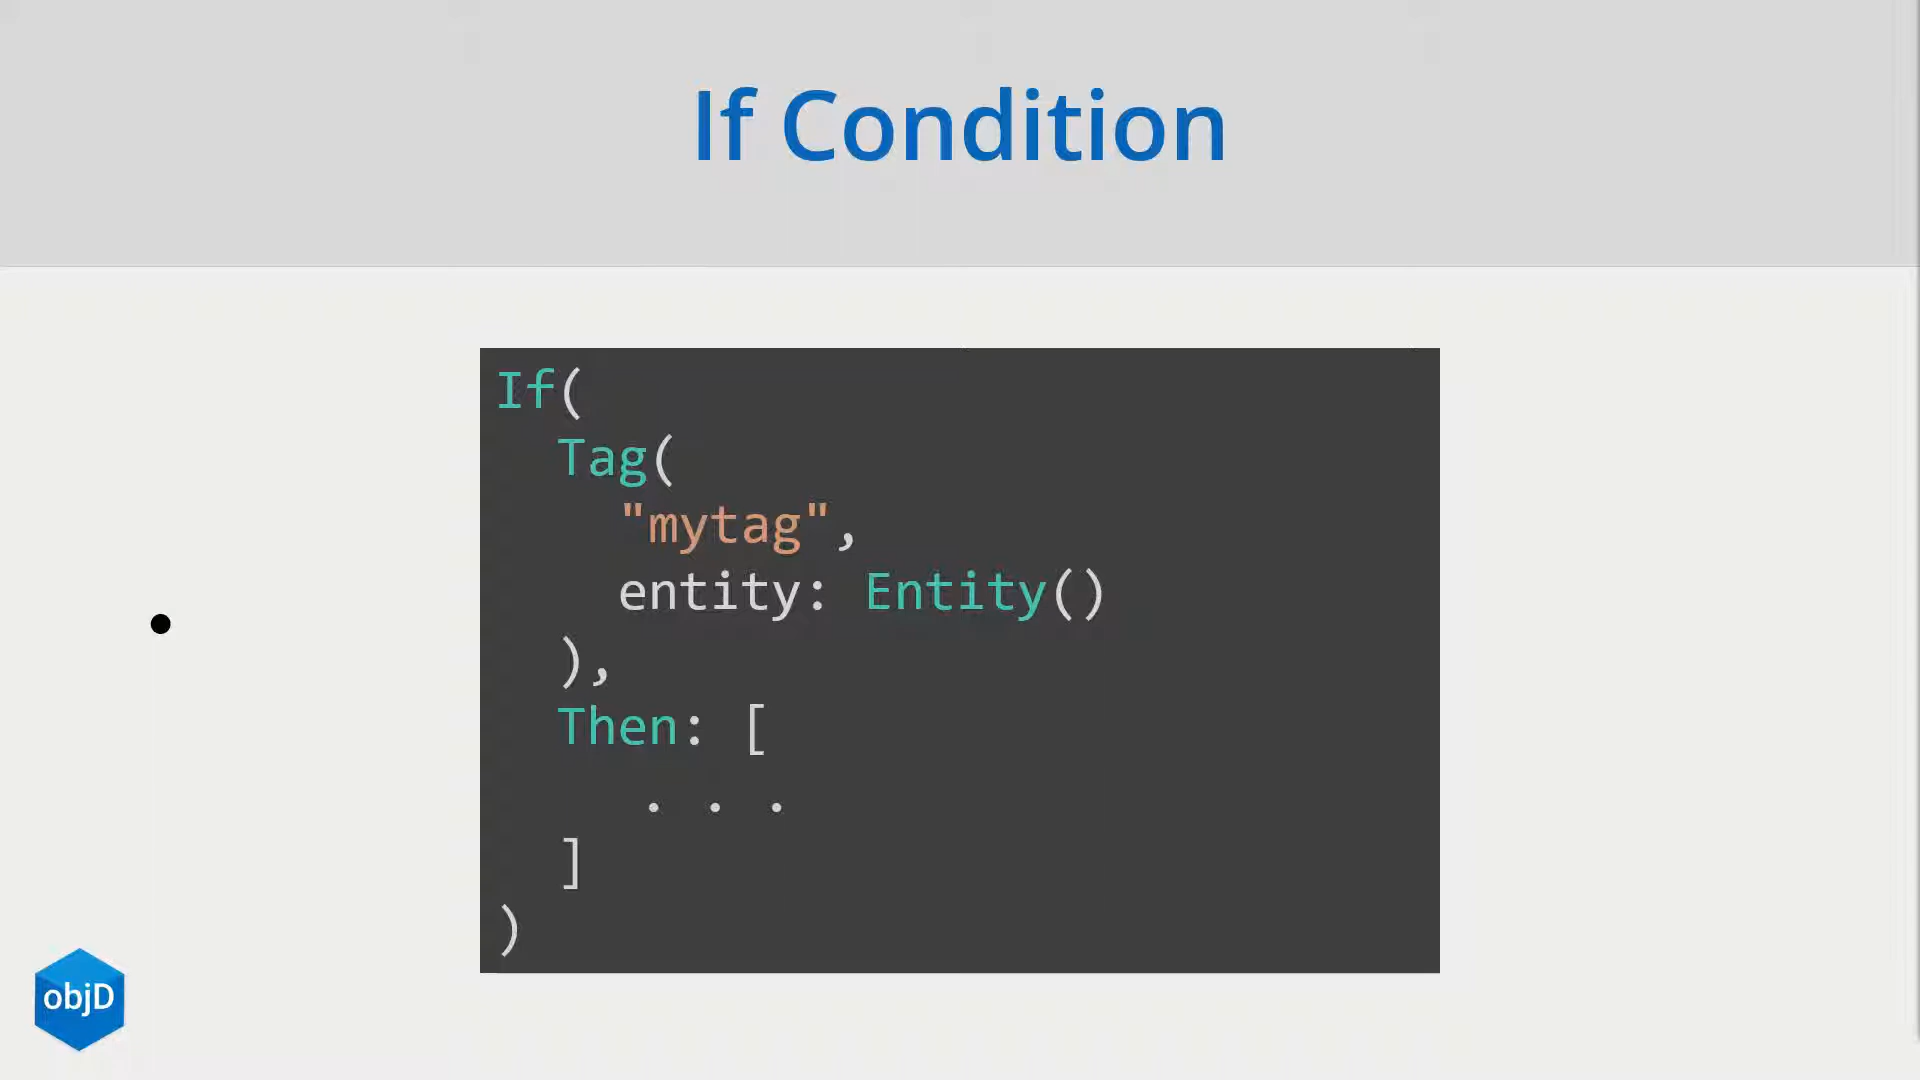 If Condition
If(
Tag(
"mytag",
entity: Entity()
),
Then: [
. . .
]
)
objD